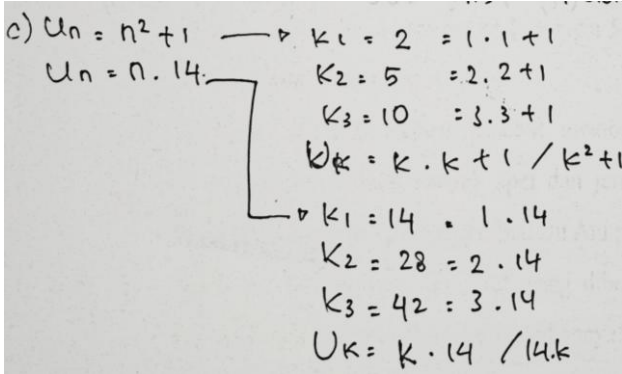 c) Un = n² + 1 → K1 = 2 = 1.1 + 1
Un = n.14. K2 = 5 = 2.2 + 1
K3 = 10 = 3.3 + 1
UK = K.K + 1 / K² + 1
→ K1 = 14 . 1.14
K2 = 28 = 2.14
K3 = 42 = 3.14
UK = K.14 / 14.K